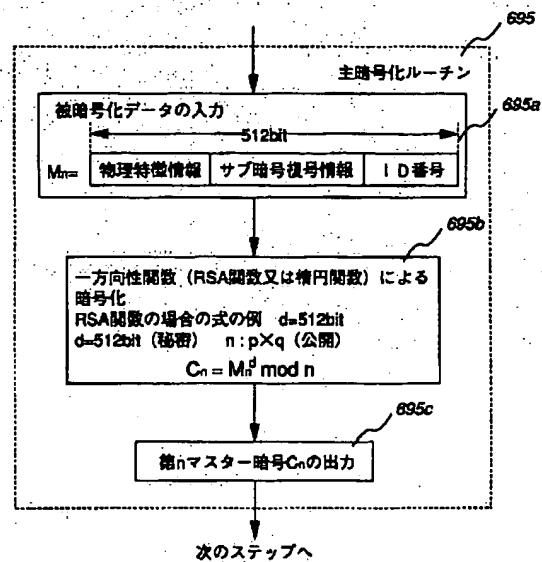 695
主暗号化ルーチン
695a
被暗号化データの入力
512bit
Mn= 物理特徴情報 サブ暗号復号情報 ID番号
695b
一方向性関数(RSA関数又は楕円関数)による
暗号化
RSA関数の場合の式の例 d=512bit
d=512bit(秘密) n:p×q(公開)
Cn=Mn^d mod n
695c
第nマスター暗号Cnの出力
次のステップへ